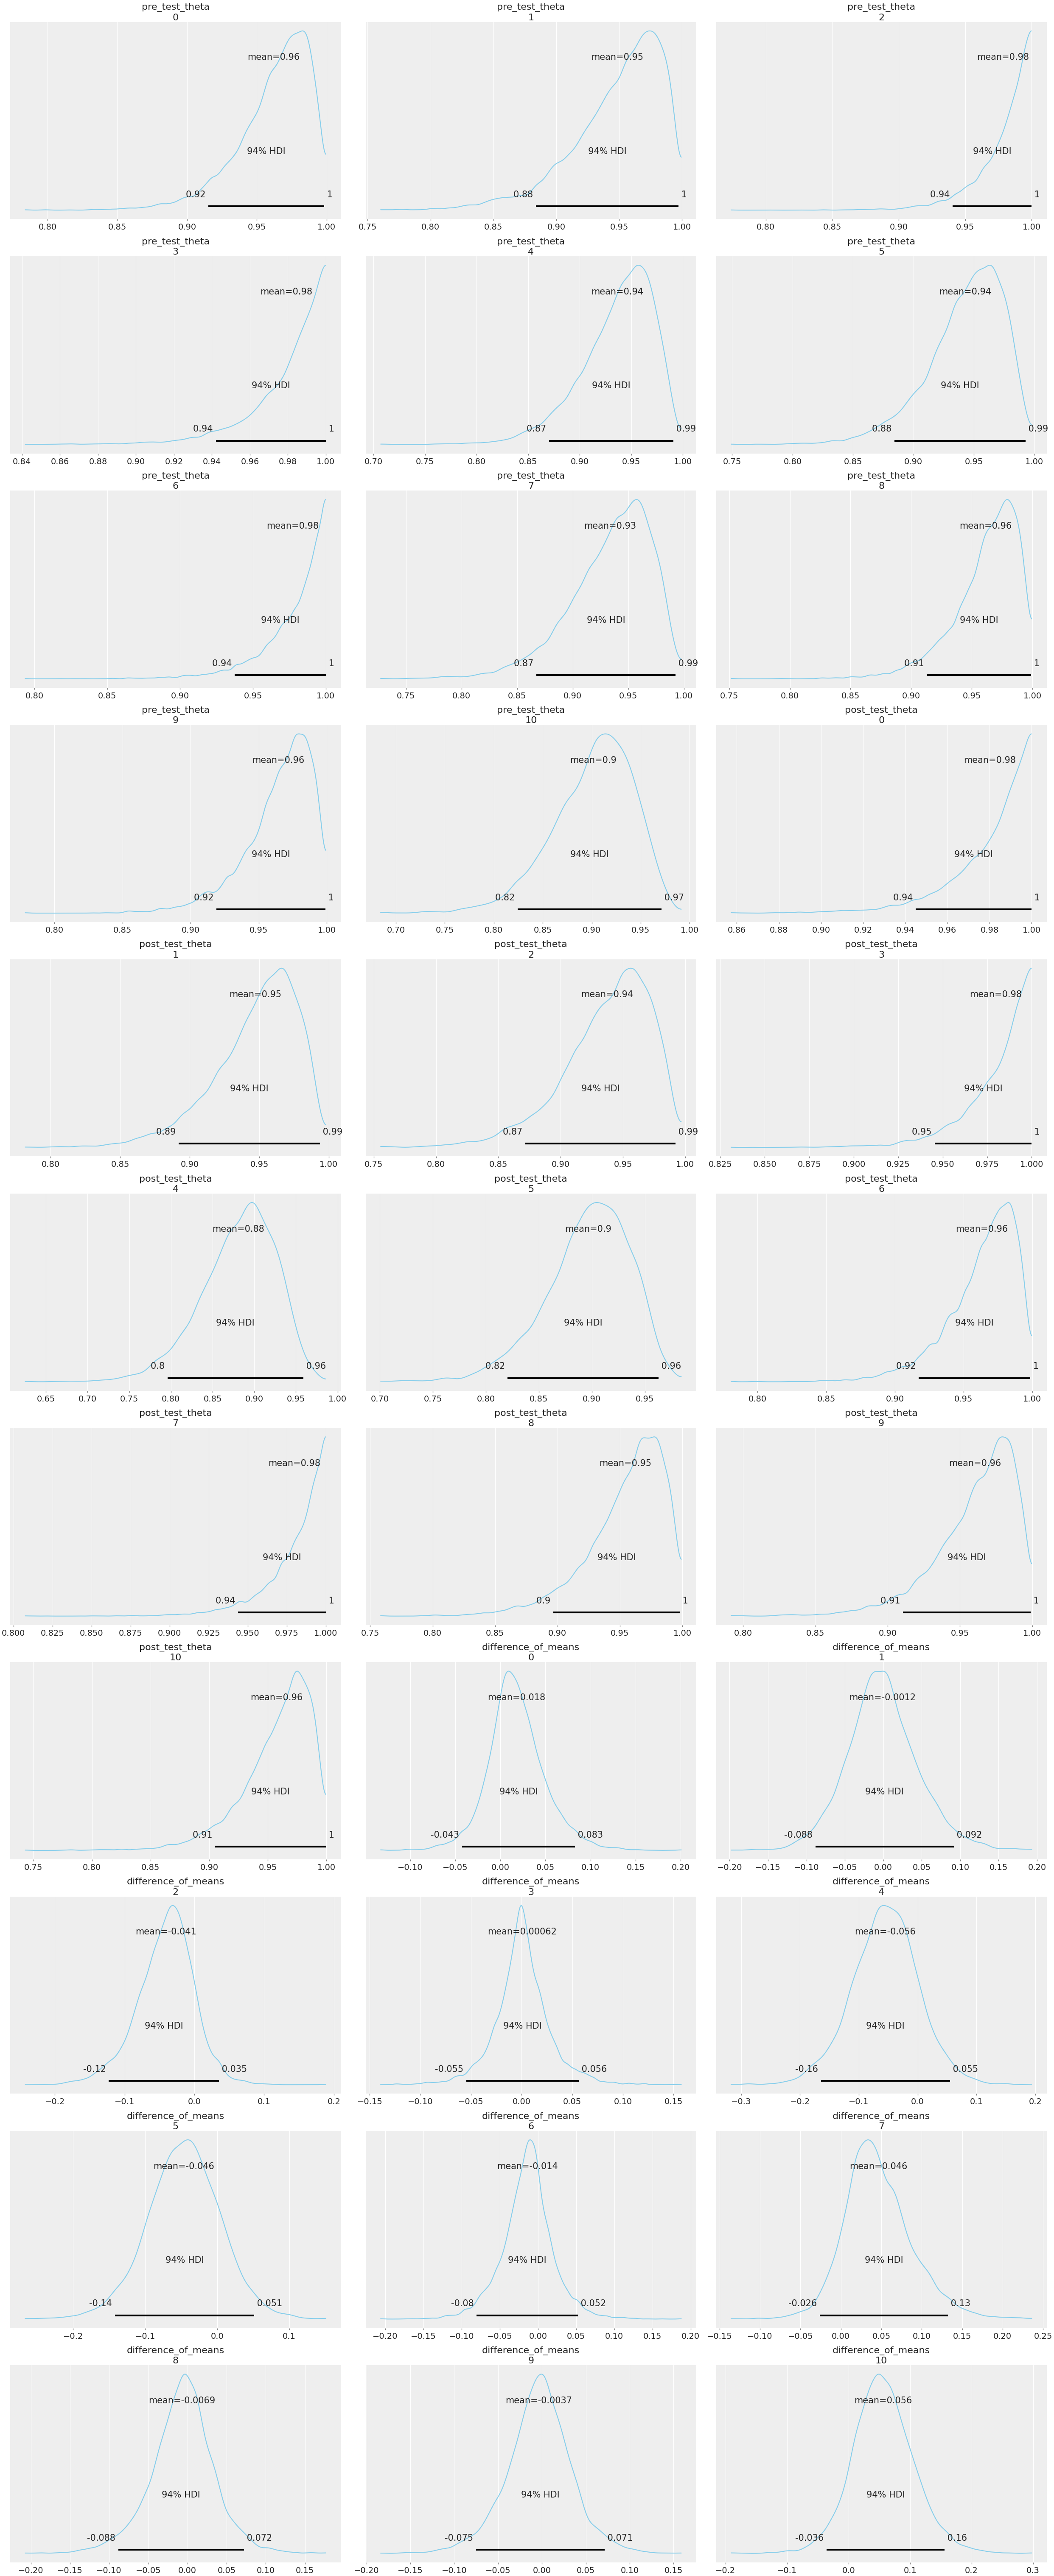 pre_test_theta pre_test_theta pre_test_theta
0 1 2
mean=0.96 mean=0.95 mean=0.98
94% HDI 94% HDI 94% HDI
0.92 1 0.88 1 0.94 1
0.80 0.85 0.90 0.95 1.00 0.75 0.80 0.85 0.90 0.95 1.00 0.80 0.85 0.90 0.95 1.00
pre_test_theta pre_test_theta pre_test_theta
3 4 5
mean=0.98 mean=0.94 mean=0.94
94% HDI 94% HDI 94% HDI
0.94 1 0.87 0.99 0.88 0.99
0.84 0.86 0.88 0.90 0.92 0.94 0.96 0.98 1.00 0.70 0.75 0.80 0.85 0.90 0.95 1.00 0.75 0.80 0.85 0.90 0.95 1.00
pre_test_theta pre_test_theta pre_test_theta
6 7 8
mean=0.98 mean=0.93 mean=0.96
94% HDI 94% HDI 94% HDI
0.94 1 0.87 0.99 0.91 1
0.80 0.85 0.90 0.95 1.00 0.75 0.80 0.85 0.90 0.95 1.00 0.75 0.80 0.85 0.90 0.95 1.00
pre_test_theta pre_test_theta post_test_theta
9 10 0
mean=0.96 mean=0.9 mean=0.98
94% HDI 94% HDI 94% HDI
0.92 1 0.82 0.97 0.94 1
0.80 0.85 0.90 0.95 1.00 0.70 0.75 0.80 0.85 0.90 0.95 1.00 0.86 0.88 0.90 0.92 0.94 0.96 0.98 1.00
post_test_theta post_test_theta post_test_theta
1 2 3
mean=0.95 mean=0.94 mean=0.98
94% HDI 94% HDI 94% HDI
0.89 0.99 0.87 0.99 0.95 1
0.80 0.85 0.90 0.95 1.00 0.75 0.80 0.85 0.90 0.95 1.00 0.825 0.850 0.875 0.900 0.925 0.950 0.975 1.000
post_test_theta post_test_theta post_test_theta
4 5 6
mean=0.88 mean=0.9 mean=0.96
94% HDI 94% HDI 94% HDI
0.8 0.96 0.82 0.96 0.92 1
0.65 0.70 0.75 0.80 0.85 0.90 0.95 1.00 0.70 0.75 0.80 0.85 0.90 0.95 0.80 0.85 0.90 0.95 1.00
post_test_theta post_test_theta post_test_theta
7 8 9
mean=0.98 mean=0.95 mean=0.96
94% HDI 94% HDI 94% HDI
0.94 1 0.9 1 0.91 1
0.800 0.825 0.850 0.875 0.900 0.925 0.950 0.975 1.000 0.75 0.80 0.85 0.90 0.95 1.00 0.80 0.85 0.90 0.95 1.00
post_test_theta difference_of_means difference_of_means
10 0 1
mean=0.96 mean=0.018 mean=-0.0012
94% HDI 94% HDI 94% HDI
0.91 1 -0.043 0.083 -0.088 0.092
0.75 0.80 0.85 0.90 0.95 1.00 −0.10 −0.05 0.00 0.05 0.10 0.15 0.20 −0.20 −0.15 −0.10 −0.05 0.00 0.05 0.10 0.15 0.20
difference_of_means difference_of_means difference_of_means
2 3 4
mean=-0.041 mean=0.00062 mean=-0.056
94% HDI 94% HDI 94% HDI
-0.12 0.035 -0.055 0.056 -0.16 0.055
−0.2 −0.1 0.0 0.1 0.2 −0.15 −0.10 −0.05 0.00 0.05 0.10 0.15 −0.3 −0.2 −0.1 0.0 0.1 0.2
difference_of_means difference_of_means difference_of_means
5 6 7
mean=-0.046 mean=-0.014 mean=0.046
94% HDI 94% HDI 94% HDI
-0.14 0.051 -0.08 0.052 -0.026 0.13
−0.2 −0.1 0.0 0.1 −0.20 −0.15 −0.10 −0.05 0.00 0.05 0.10 0.15 0.20 −0.15 −0.10 −0.05 0.00 0.05 0.10 0.15 0.20 0.25
difference_of_means difference_of_means difference_of_means
8 9 10
mean=-0.0069 mean=-0.0037 mean=0.056
94% HDI 94% HDI 94% HDI
-0.088 0.072 -0.075 0.071 -0.036 0.16
−0.20 −0.15 −0.10 −0.05 0.00 0.05 0.10 0.15 −0.20 −0.15 −0.10 −0.05 0.00 0.05 0.10 0.15 −0.2 −0.1 0.0 0.1 0.2 0.3